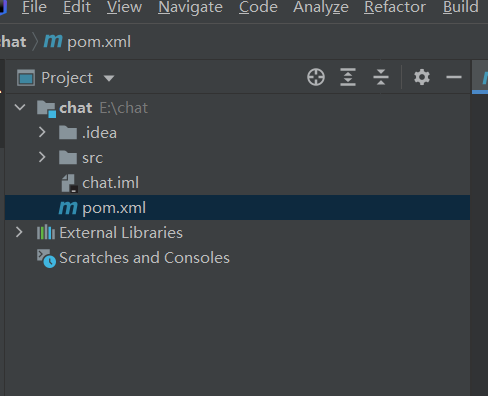 File Edit View Navigate Code Analyze Refactor Build
chat pom.xml
Project
chat E:\chat
.idea
src
chat.iml
pom.xml
External Libraries
Scratches and Consoles